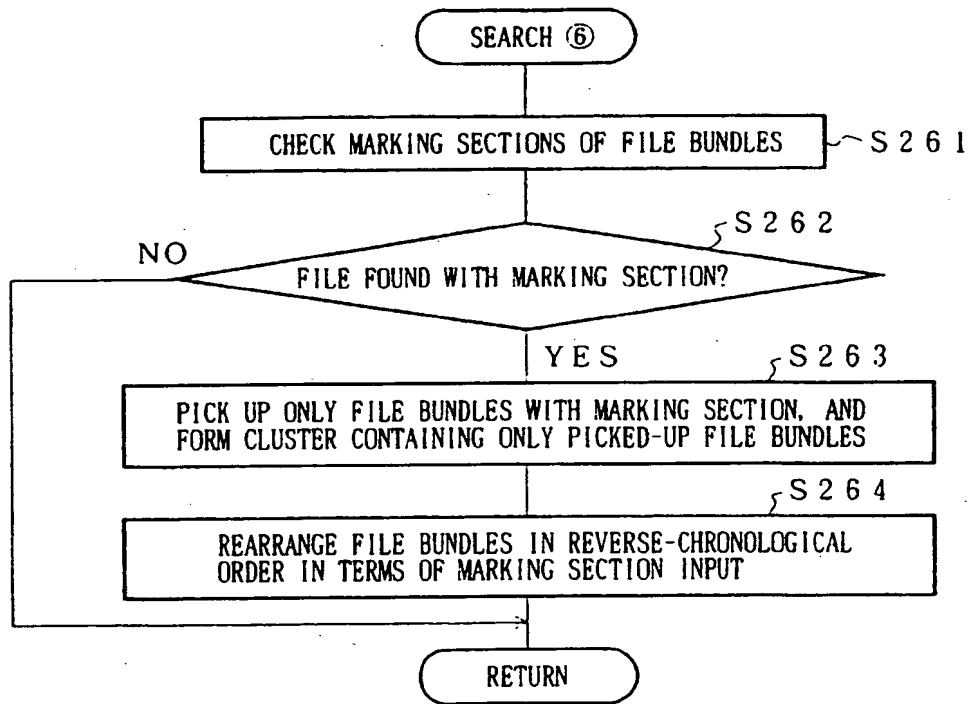 SEARCH ⑥
CHECK MARKING SECTIONS OF FILE BUNDLES
S261
S262
NO
FILE FOUND WITH MARKING SECTION?
YES
S263
PICK UP ONLY FILE BUNDLES WITH MARKING SECTION, AND
FORM CLUSTER CONTAINING ONLY PICKED-UP FILE BUNDLES
S264
REARRANGE FILE BUNDLES IN REVERSE-CHRONOLOGICAL
ORDER IN TERMS OF MARKING SECTION INPUT
RETURN